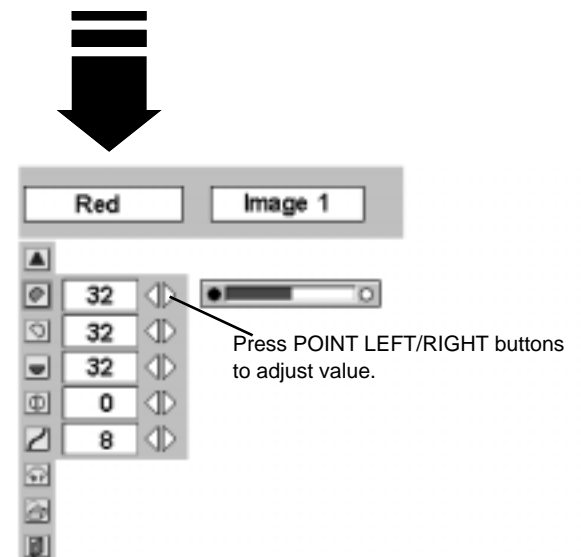 Red
Image 1
32
32
Press POINT LEFT/RIGHT buttons
to adjust value.
32
0
8